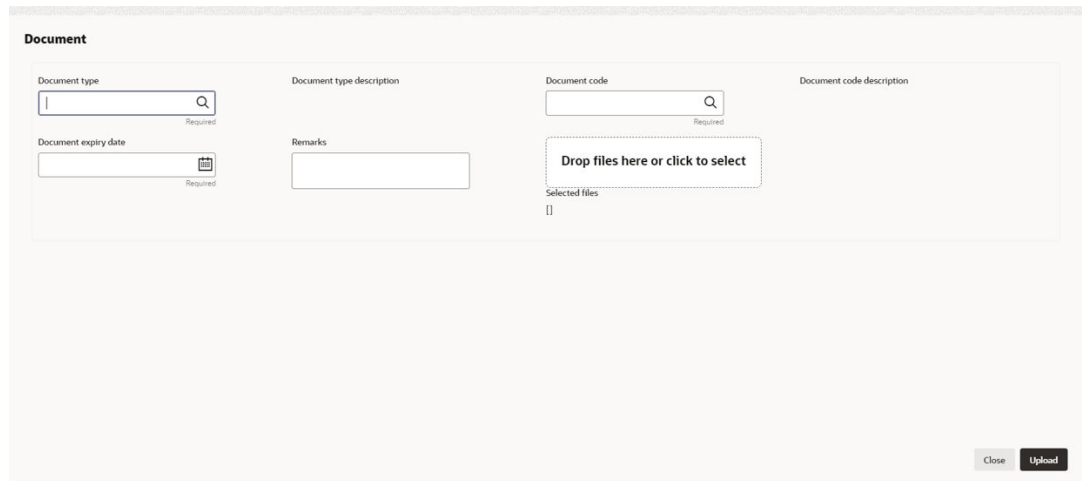 Document
Document type
Document type description
Document code
Document code description
Required
Required
Document expiry date
Remarks
Drop files here or click to select
Required
Selected files
[]
Close
Upload